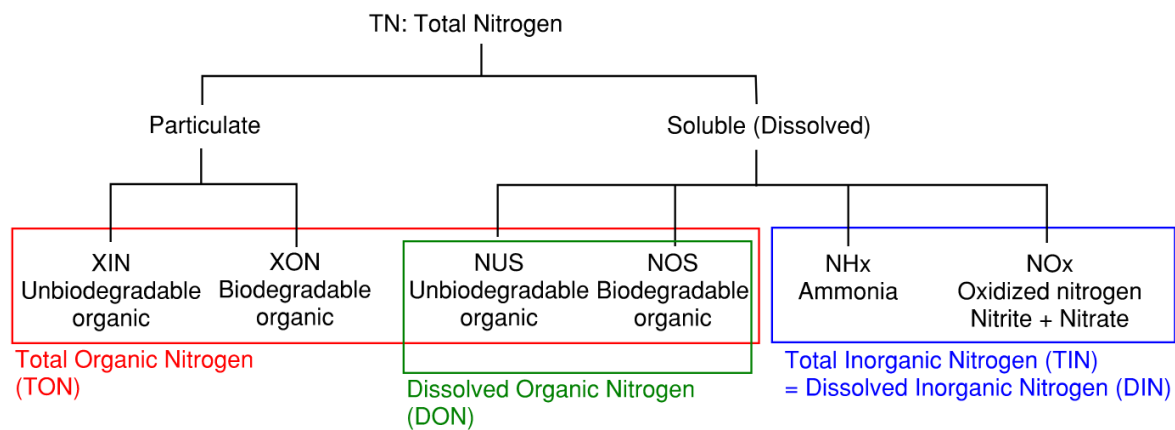 TN: Total Nitrogen
Particulate
Soluble (Dissolved)
XIN
Unbiodegradable
organic
XON
Biodegradable
organic
NUS
Unbiodegradable
organic
NOS
Biodegradable
organic
NHx
Ammonia
NOx
Oxidized nitrogen
Nitrite + Nitrate
Total Organic Nitrogen
(TON)
Dissolved Organic Nitrogen
(DON)
Total Inorganic Nitrogen (TIN)
= Dissolved Inorganic Nitrogen (DIN)